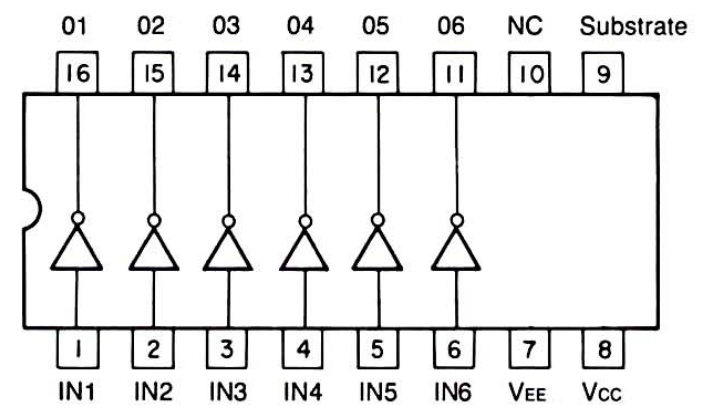 01 02 03 04 05 06 NC Substrate
16 15 14 13 12 11 10 9
1 2 3 4 5 6 7 8
IN1 IN2 IN3 IN4 IN5 IN6 VEE VCC